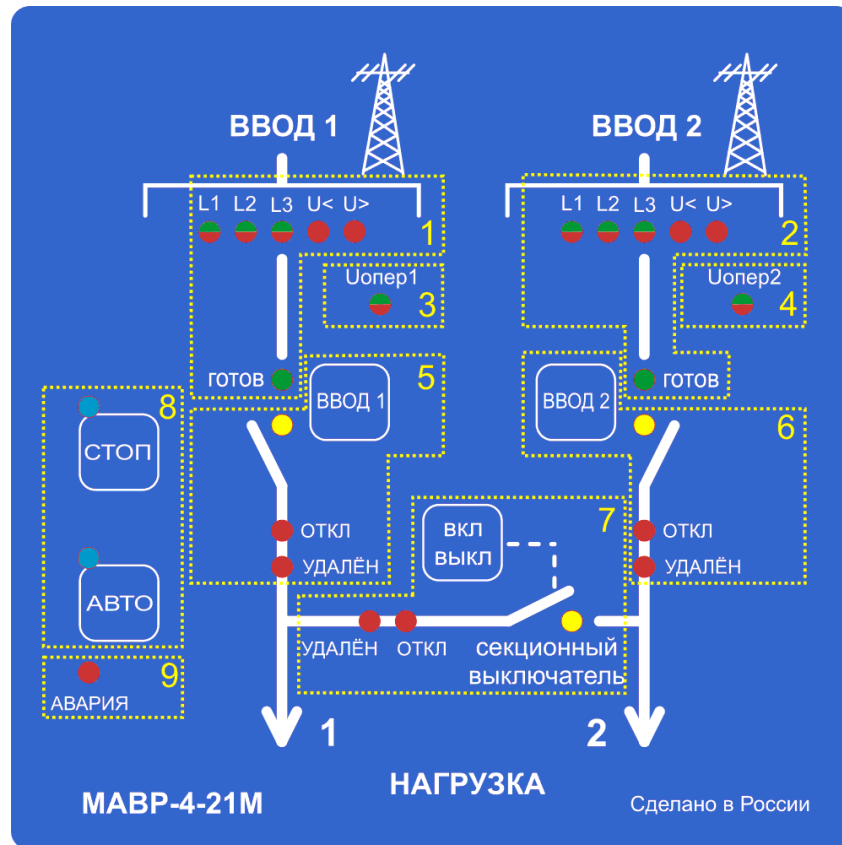 ВВОД 1 ВВОД 2
L1 L2 L3 U< U> L1 L2 L3 U< U>
1 2
Uопер1 Uопер2
3 4
готов 5 готов
ВВОД 1 ВВОД 2
8 6
СТОП
7
ОТКЛ ВКЛ ОТКЛ
ВЫКЛ
УДАЛЁН УДАЛЁН
АВТО
УДАЛЁН ОТКЛ секционный
выключатель
9
АВАРИЯ
1 2
НАГРУЗКА
МАВР-4-21М Сделано в России